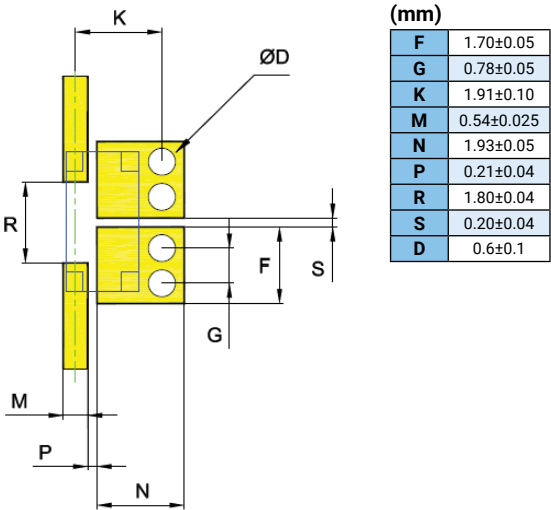 K
ØD
R
F
S
G
M
P
N
(mm)
F 1.70±0.05
G 0.78±0.05
K 1.91±0.10
M 0.54±0.025
N 1.93±0.05
P 0.21±0.04
R 1.80±0.04
S 0.20±0.04
D 0.6±0.1